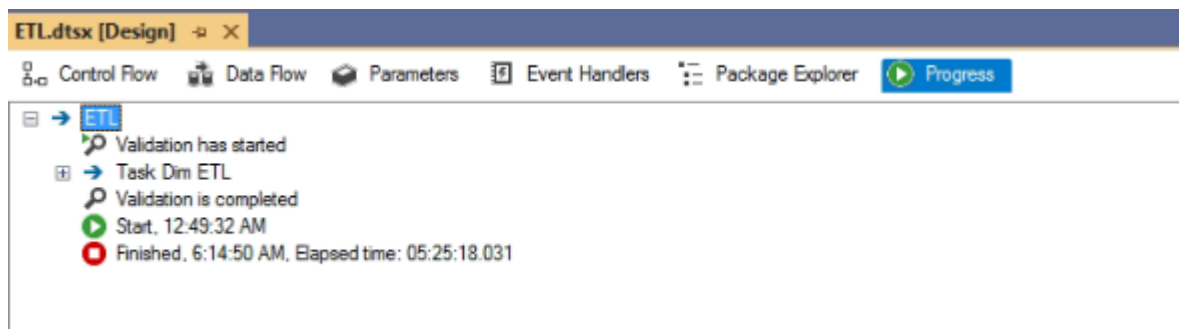 ETL.dtsx [Design]
Control Flow Data Flow Parameters Event Handlers Package Explorer Progress
ETL
Validation has started
Task Dim ETL
Validation is completed
Start, 12:49:32 AM
Finished, 6:14:50 AM, Elapsed time: 05:25:18.031